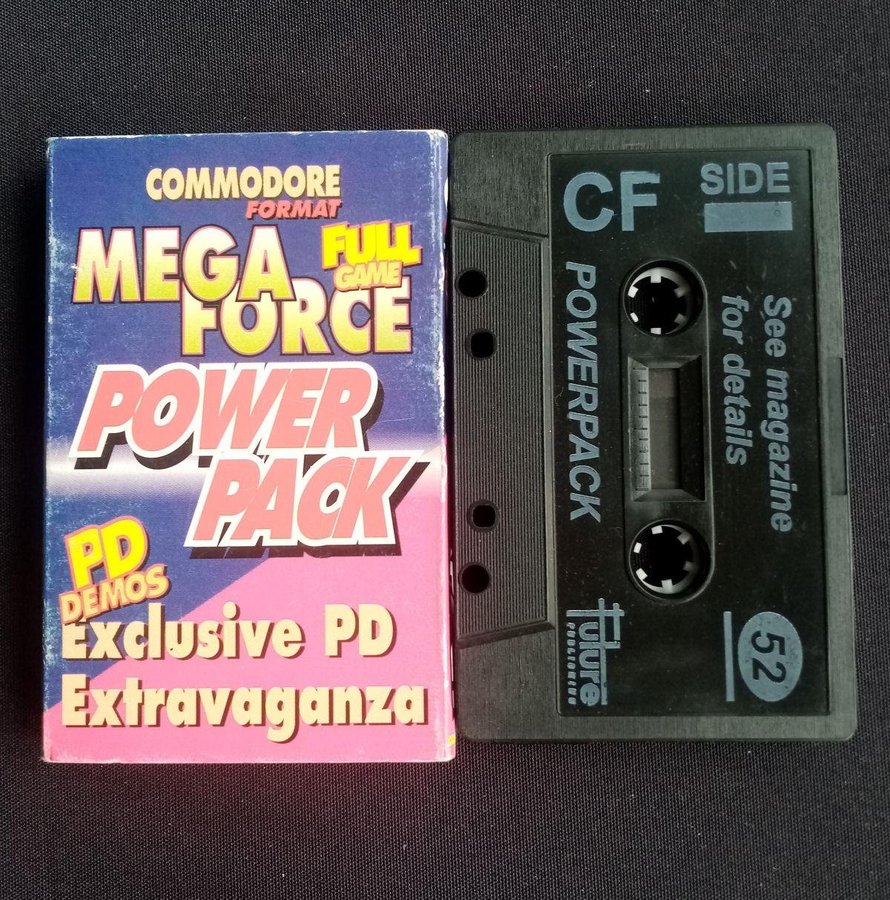 COMMODORE
FORMAT
MEGA
FORCE
FULL
GAME
POWER
PACK
PD
DEMOS
Exclusive PD
Extravaganza
CF
SIDE
POWERPACK
See magazine
for details
52
future
PUBLISHING